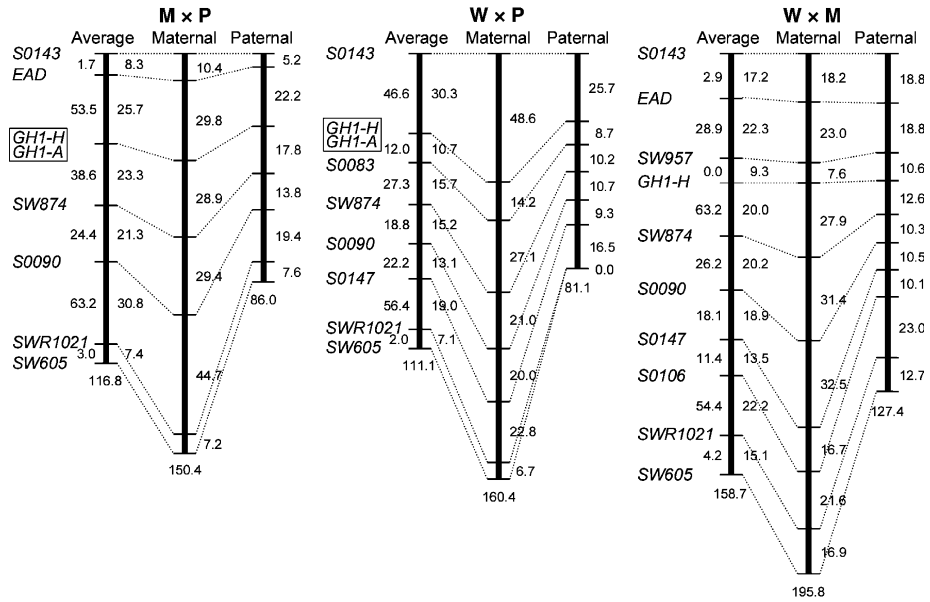 M × P
Average Maternal Paternal
S0143
1.7 8.3 10.4 5.2
EAD
53.5 25.7 29.8 22.2
GH1-H
GH1-A
38.6 23.3 28.9 17.8
SW874
24.4 21.3 29.4 13.8
S0090
63.2 30.8 44.7 19.4
SWR1021
3.0 7.4 7.2 7.6
SW605
116.8 150.4 86.0
W × P
Average Maternal Paternal
S0143
46.6 30.3 48.6 25.7
GH1-H
GH1-A
12.0 10.7 14.2 8.7
S0083
27.3 15.7 27.1 10.2
SW874
18.8 15.2 21.0 10.7
S0090
22.2 13.1 20.0 9.3
S0147
56.4 19.0 22.8 16.5
SWR1021
2.0 7.1 6.7 0.0
SW605
111.1 160.4 81.1
W × M
Average Maternal Paternal
S0143
2.9 17.2 18.2 18.8
EAD
28.9 22.3 23.0 18.8
SW957
0.0 9.3 7.6 10.6
GH1-H
63.2 20.0 27.9 12.6
SW874
26.2 20.2 31.4 10.3
S0090
18.1 18.9 32.5 10.5
S0147
11.4 13.5 16.7 10.1
S0106
54.4 22.2 21.6 23.0
SWR1021
4.2 15.1 16.9 12.7
SW605
158.7 195.8 127.4